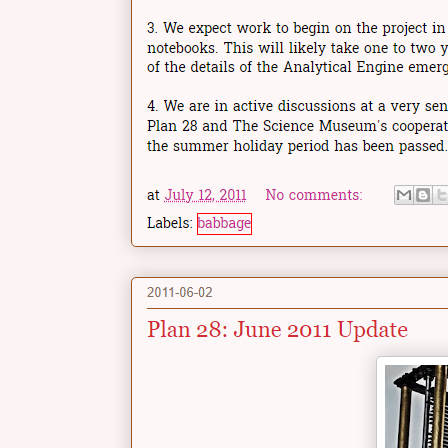 3. We expect work to begin on the project in
notebooks. This will likely take one to two y
of the details of the Analytical Engine emerg
4. We are in active discussions at a very sen
Plan 28 and The Science Museum's cooperat
the summer holiday period has been passed.
at July 12, 2011 No comments:
Labels: babbage
2011-06-02
Plan 28: June 2011 Update